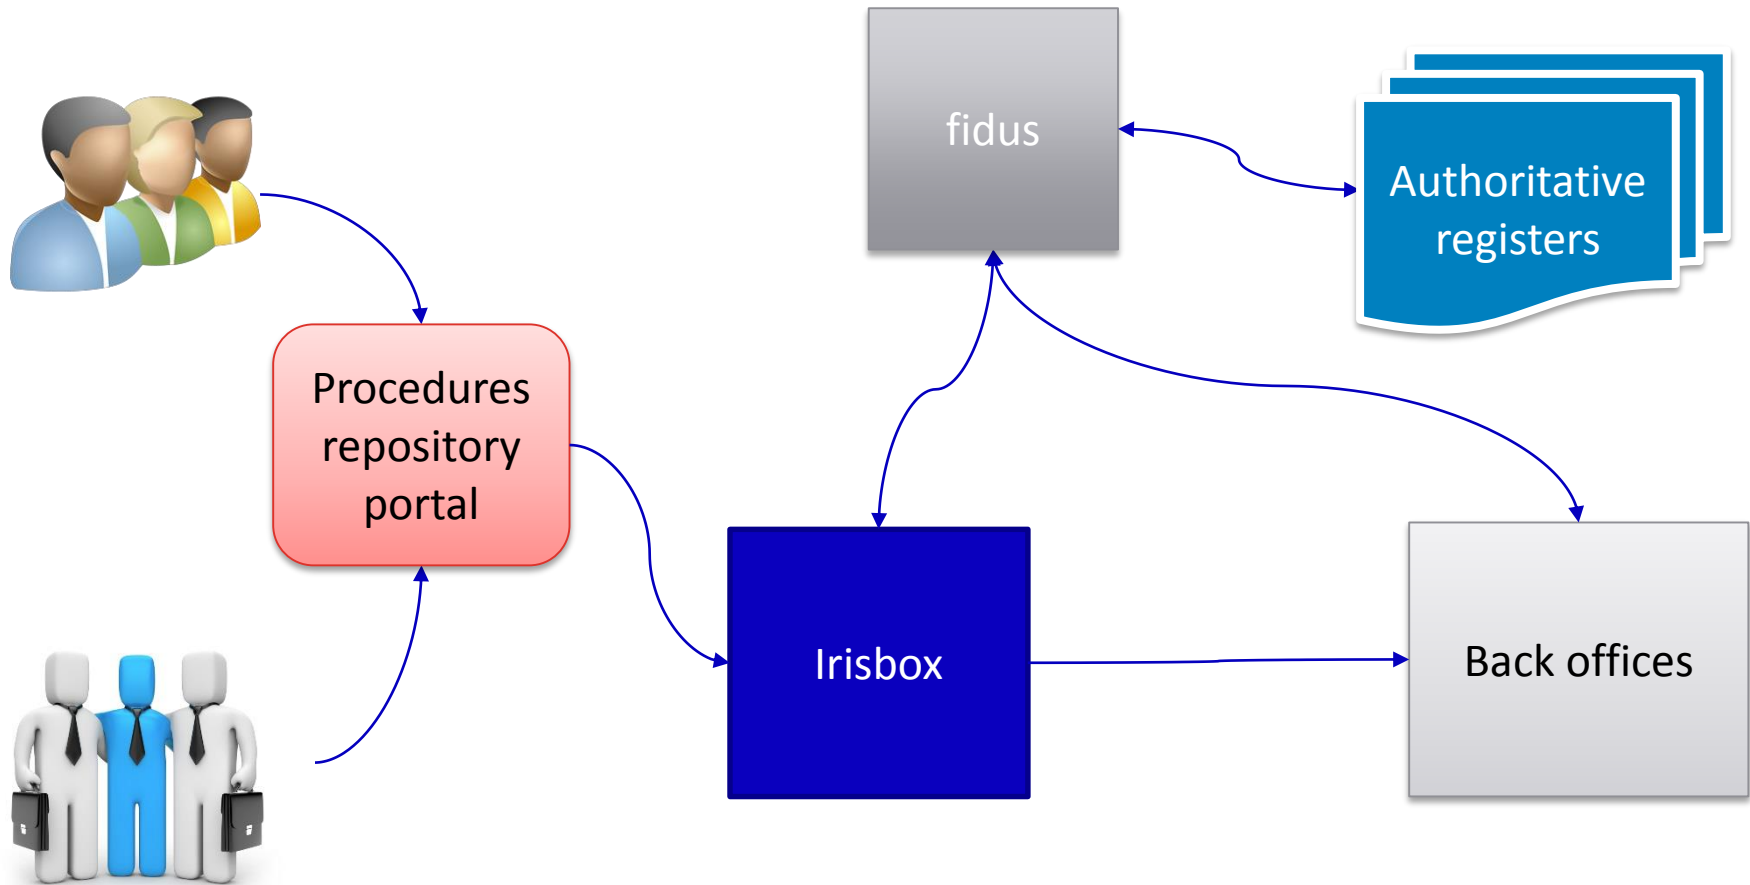 fidus
Authoritative
registers
Procedures
repository
portal
Irisbox
Back offices